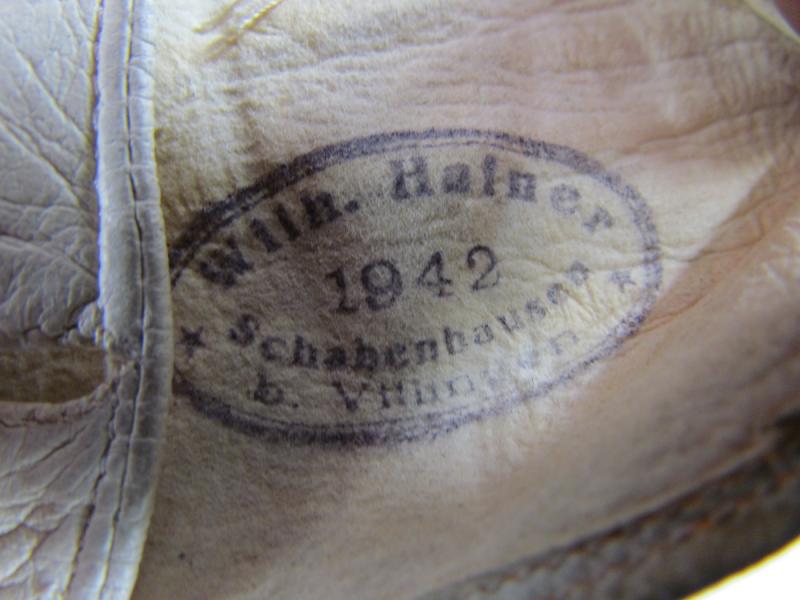 Wilh. Hafner
1942
Schabenhausen
b. Villingen